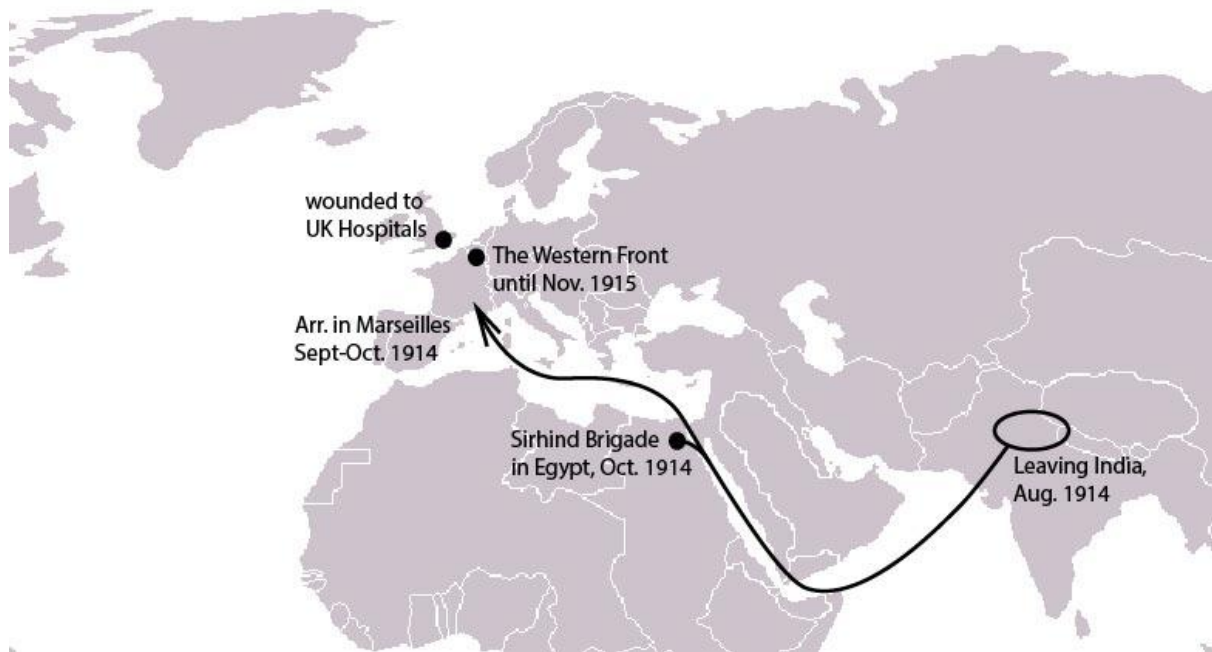 wounded to
UK Hospitals
The Western Front
until Nov. 1915
Arr. in Marseilles
Sept-Oct. 1914
Sirhind Brigade
in Egypt, Oct. 1914
Leaving India,
Aug. 1914